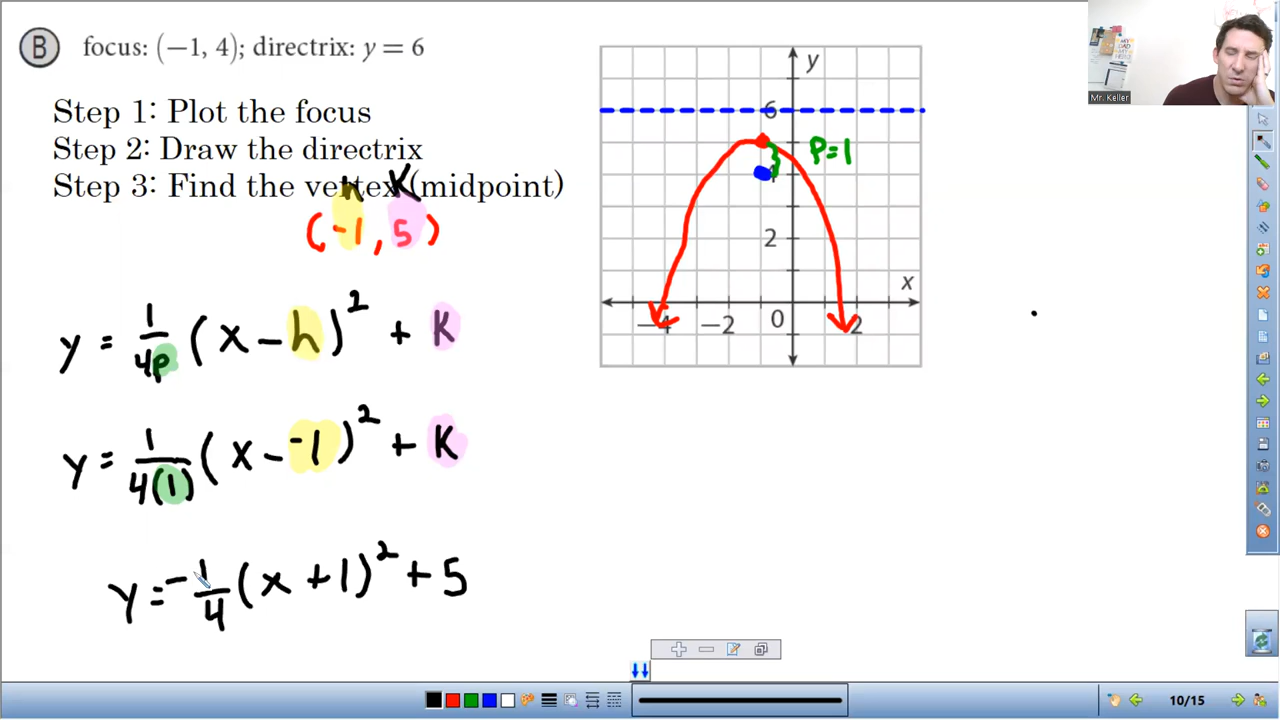 B focus: (−1, 4); directrix: y = 6
Step 1: Plot the focus
Step 2: Draw the directrix
Step 3: Find the vertex (midpoint)
h K
(-1, 5)
y = 1/4p (x - h)² + K
y = 1/4(1) (x - -1)² + K
y = -1/4 (x + 1)² + 5
y
6
P=1
4
2
x
−4 −2 0 2
Mr. Keller
10/15